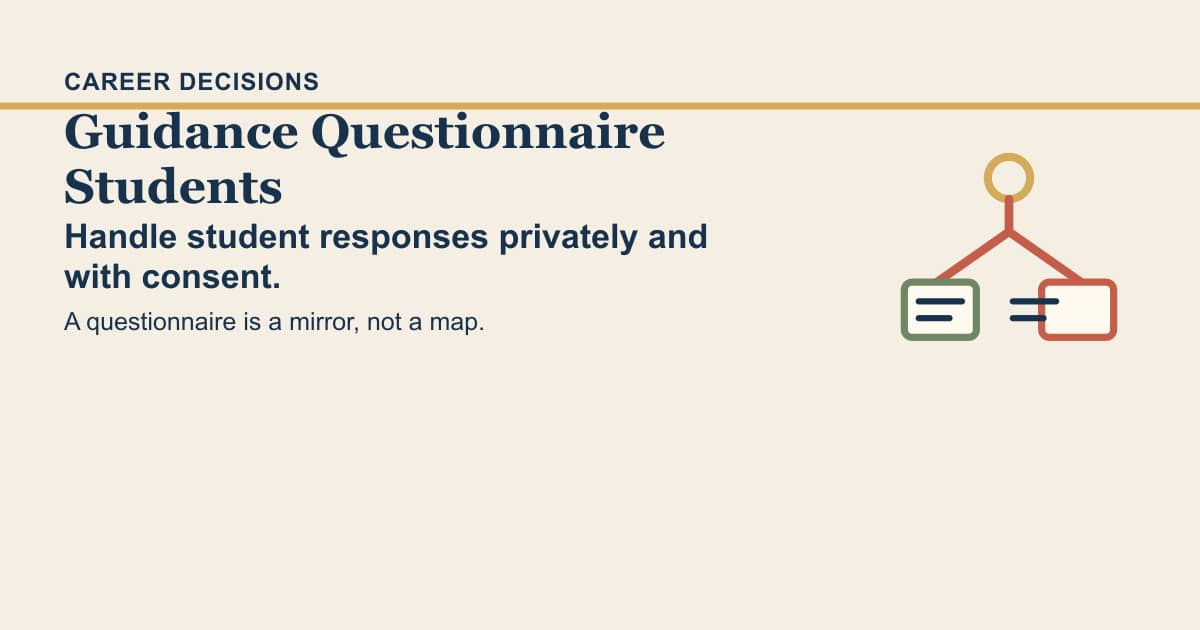 CAREER DECISIONS
Guidance Questionnaire
Students
Handle student responses privately and
with consent.
A questionnaire is a mirror, not a map.